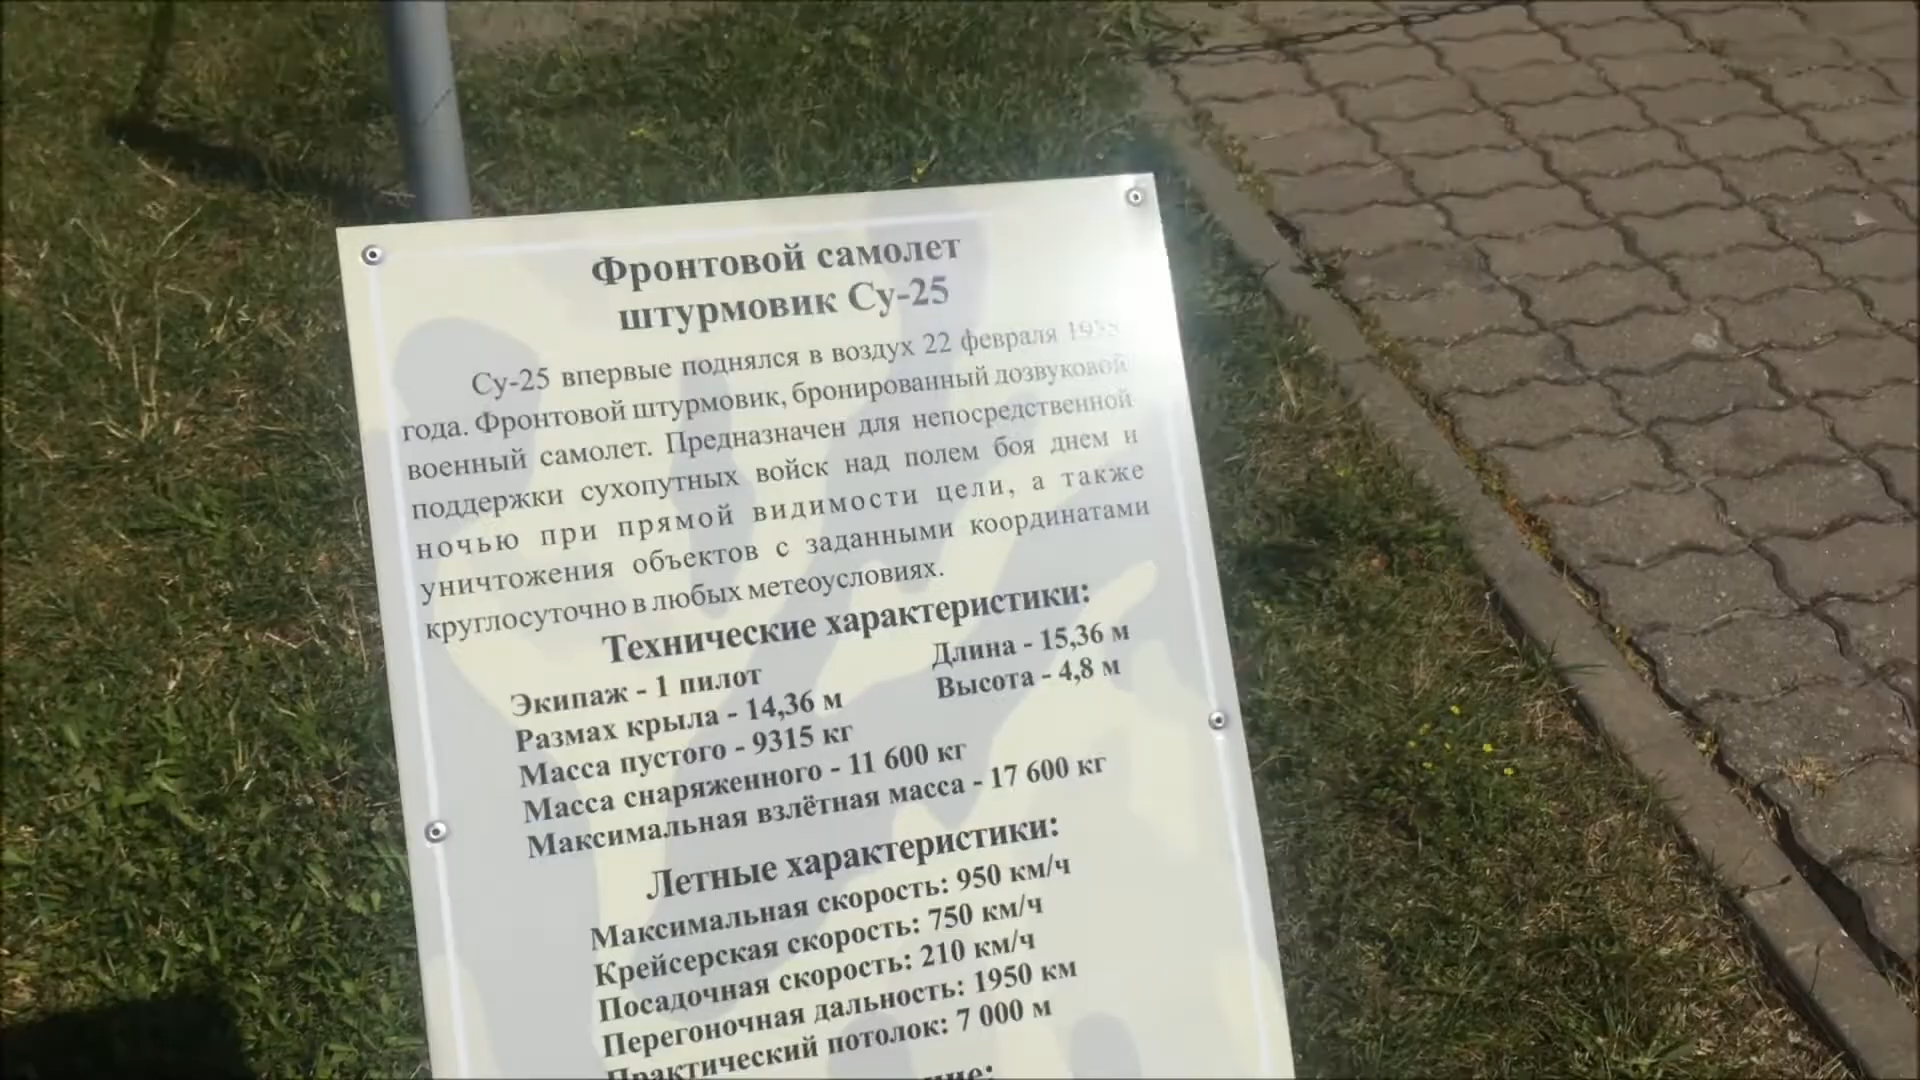 Фронтовой самолет
штурмовик Су-25
Су-25 впервые поднялся в воздух 22 февраля
года. Фронтовой штурмовик, бронированный дозвуковой
военный самолет. Предназначен для непосредственной
поддержки сухопутных войск над полем боя днем и
ночью при прямой видимости цели, а также
уничтожения объектов с заданными координатами
круглосуточно в любых метеоусловиях.
Технические характеристики:
Экипаж - 1 пилот
Длина - 15,36 м
Размах крыла - 14,36 м
Высота - 4,8 м
Масса пустого - 9315 кг
Масса снаряженного - 11 600 кг
Максимальная взлётная масса - 17 600 кг
Летные характеристики:
Максимальная скорость: 950 км/ч
Крейсерская скорость: 750 км/ч
Посадочная скорость: 210 км/ч
Перегоночная дальность: 1950 км
Практический потолок: 7 000 м